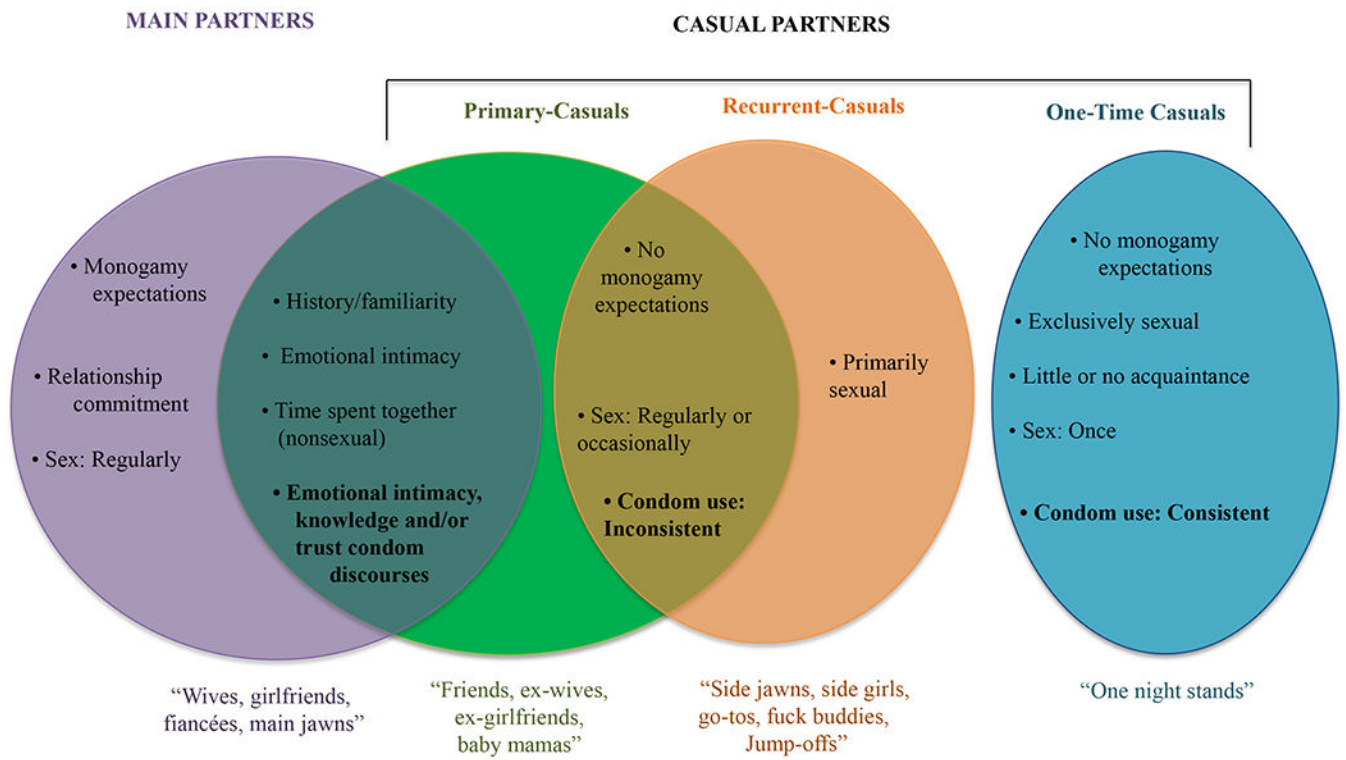 MAIN PARTNERS
CASUAL PARTNERS
Primary-Casuals
Recurrent-Casuals
One-Time Casuals
• Monogamy
expectations
• Relationship
commitment
• Sex: Regularly
• History/familiarity
• Emotional intimacy
• Time spent together
(nonsexual)
• Emotional intimacy,
knowledge and/or
trust condom
discourses
• No
monogamy
expectations
• Sex: Regularly or
occasionally
• Condom use:
Inconsistent
• Primarily
sexual
• No monogamy
expectations
• Exclusively sexual
• Little or no acquaintance
• Sex: Once
• Condom use: Consistent
“Wives, girlfriends,
fiancées, main jawns”
“Friends, ex-wives,
ex-girlfriends,
baby mamas”
“Side jawns, side girls,
go-tos, fuck buddies,
Jump-offs”
“One night stands”